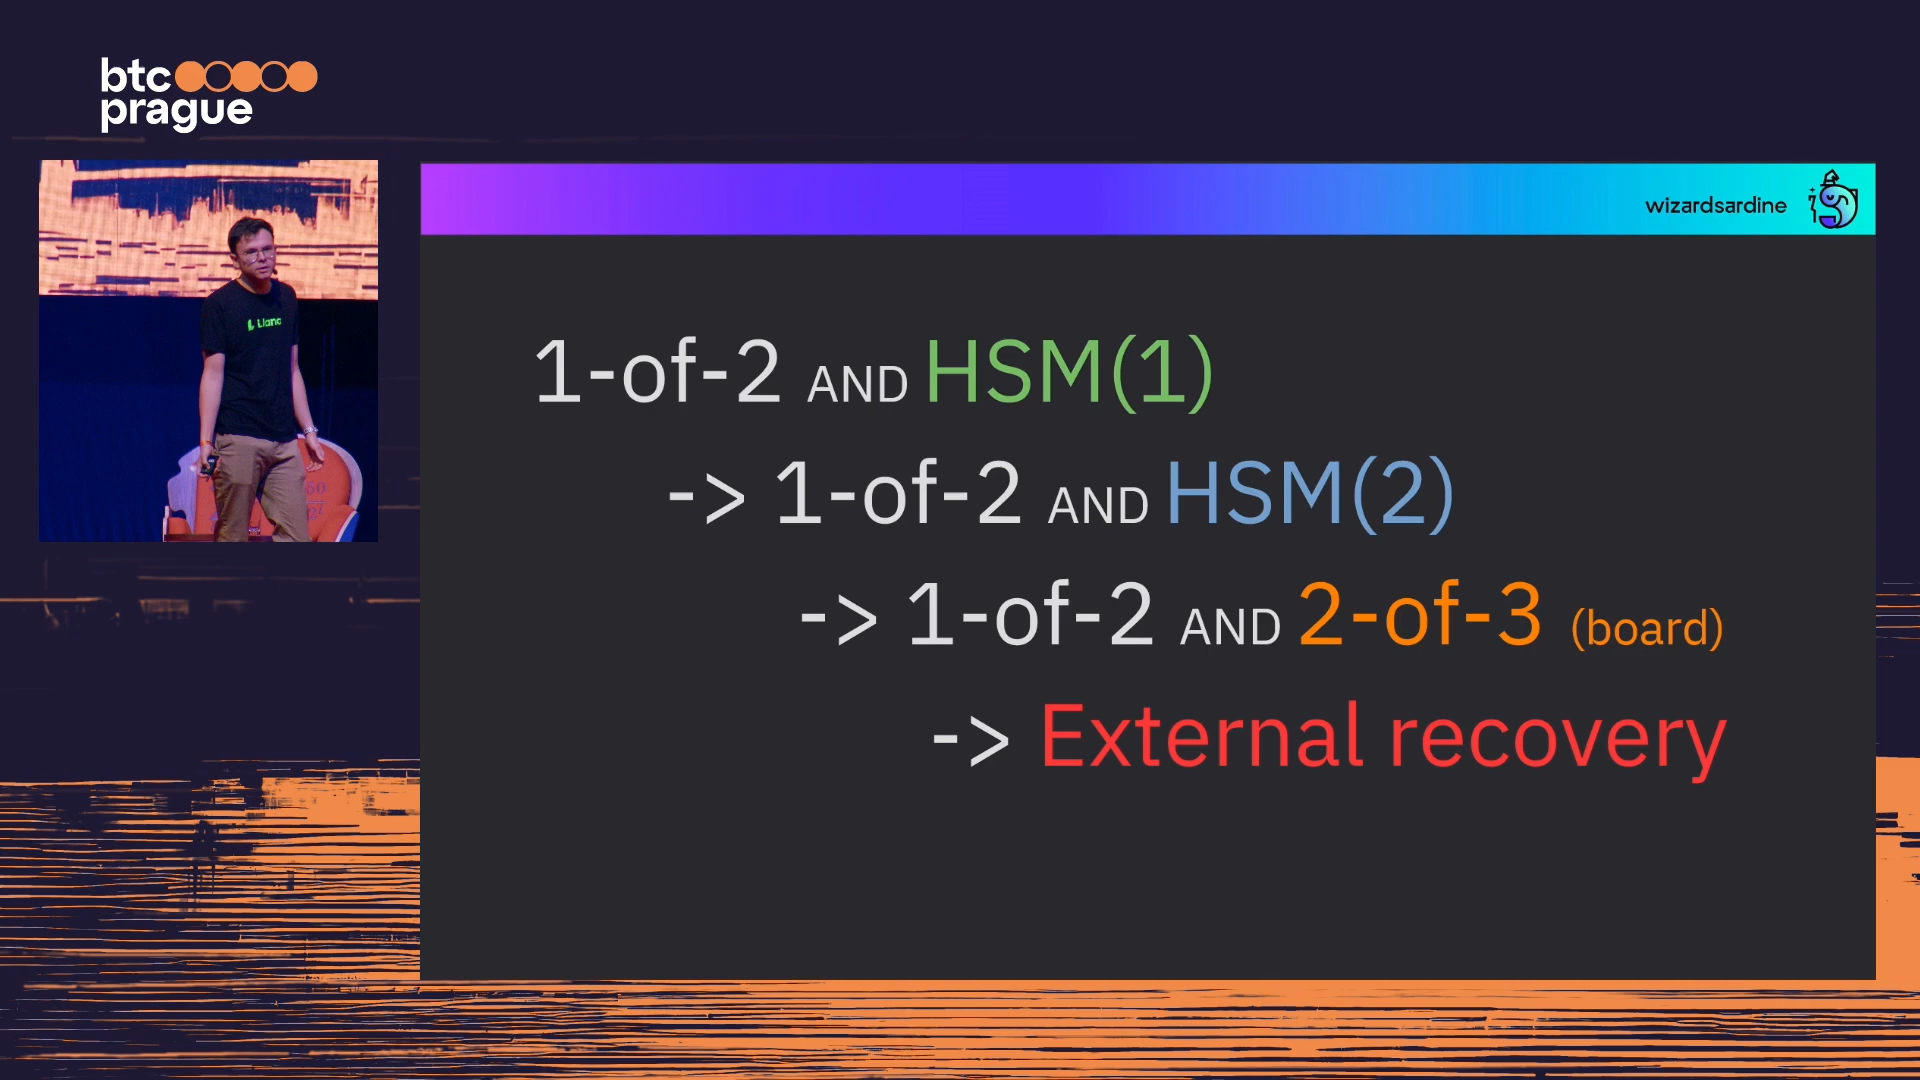 btc
prague
wizardsardine
Liana
1-of-2 AND HSM(1)
-> 1-of-2 AND HSM(2)
-> 1-of-2 AND 2-of-3 (board)
-> External recovery